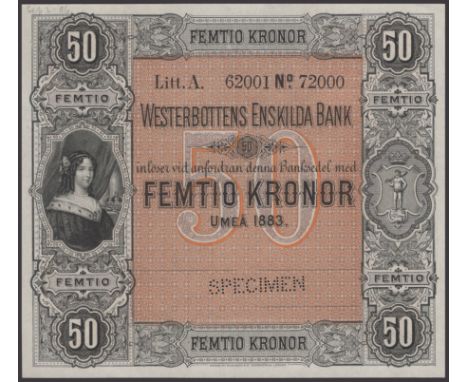 50 FEMTIO KRONOR 50
Litt. A. 62001 No 72000
FEMTIO FEMTIO
WESTERBOTTENS ENSKILDA BANK
50
inlöser vid anfordran denna Banksedel med
50
FEMTIO KRONOR
UMEÅ 1883.
FEMTIO SPECIMEN FEMTIO
50 FEMTIO KRONOR 50